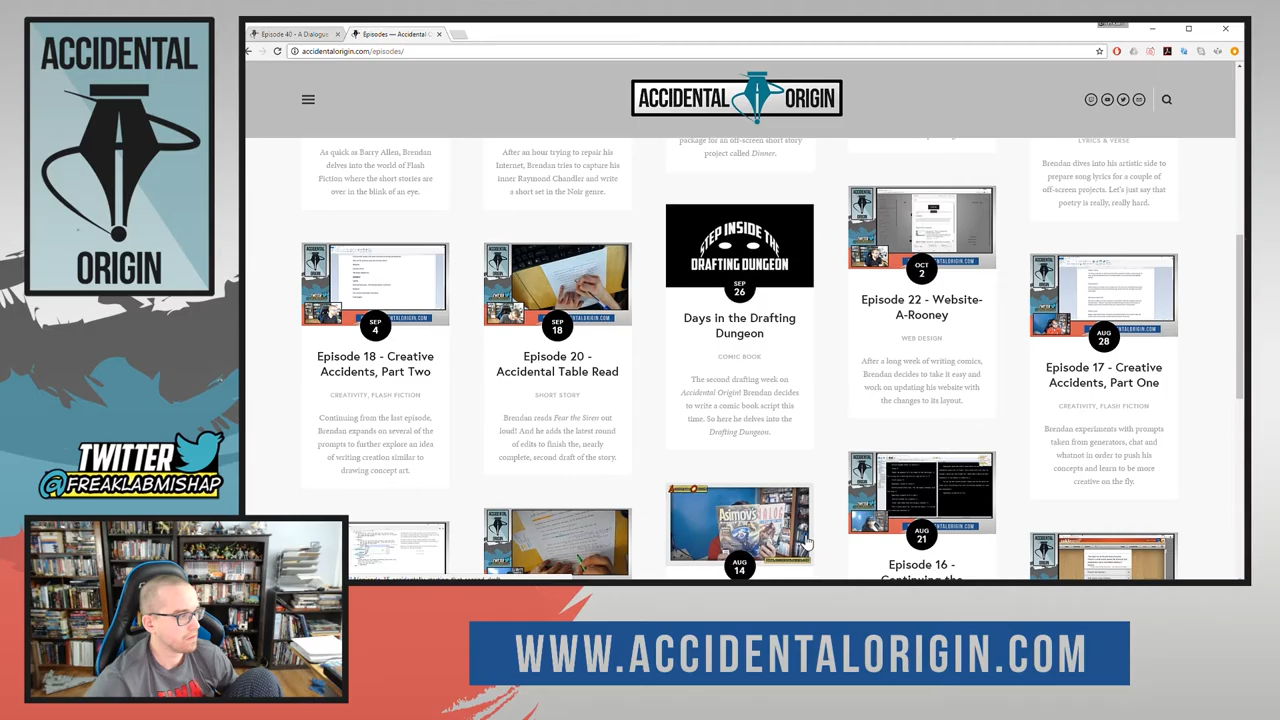 ACCIDENTAL
ORIGIN
Episode 40 - A Dialogue
Episodes — Accidental O
accidentalorigin.com/episodes/
ACCIDENTAL ORIGIN
As quick as Barry Allen, Brendan
delves into the world of Flash
Fiction where the short stories are
over in the blink of an eye.
After an hour trying to repair his
Internet, Brendan tries to capture his
inner Raymond Chandler and write
a short set in the Noir genre.
package for an off-screen short story
project called Dinner.
LYRICS & VERSE
Brendan dives into his artistic side to
prepare song lyrics for a couple of
off-screen projects. Let's just say that
poetry is really, really hard.
SEP
4
Episode 18 - Creative
Accidents, Part Two
CREATIVITY, FLASH FICTION
Continuing from the last episode,
Brendan expands on several of the
prompts to further explore an idea
of writing creation similar to
drawing concept art.
SEP
18
Episode 20 -
Accidental Table Read
SHORT STORY
Brendan reads Fear the Siren out
loud! And he adds the latest round
of edits to finish the, nearly
complete, second draft of the story.
STEP INSIDE THE
DRAFTING DUNGEON
SEP
26
Days in the Drafting
Dungeon
COMIC BOOK
The second drafting week on
Accidental Origin! Brendan decides
to write a comic book script this
time. So here he delves into the
Drafting Dungeon.
Asimov's
AUG
14
OCT
2
Episode 22 - Website-
A-Rooney
WEB DESIGN
After a long week of writing comics,
Brendan decides to take it easy and
work on updating his website with
the changes to its layout.
AUG
21
Episode 16 -
Continuing the
AUG
28
Episode 17 - Creative
Accidents, Part One
CREATIVITY, FLASH FICTION
Brendan experiments with prompts
taken from generators, chat and
whatnot in order to push his
concepts and learn to be more
creative on the fly.
TWITTER
@FREAKLABMISHAP
WWW.ACCIDENTALORIGIN.COM